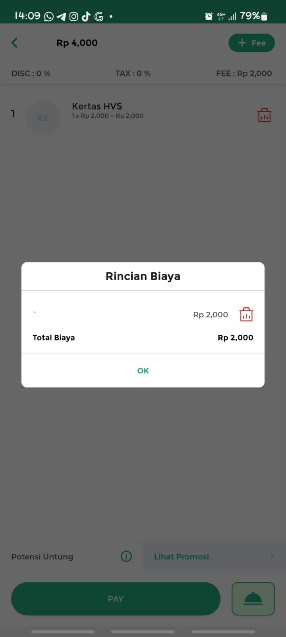 14:09 79%
Rp 4,000 + Fee
DISC : 0 % TAX : 0 % FEE : Rp 2,000
1 KE Kertas HVS
1 x Rp 2,000 = Rp 2,000
Rincian Biaya
Rp 2,000
Total Biaya Rp 2,000
OK
Potensi Untung Lihat Promosi
PAY